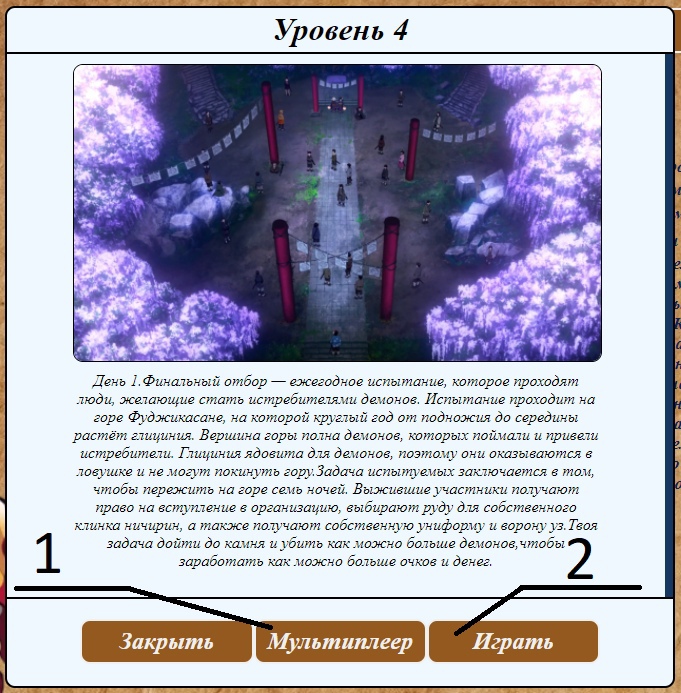 Уровень 4
День 1.Финальный отбор — ежегодное испытание, которое проходят
люди, желающие стать истребителями демонов. Испытание проходит на
горе Фуджикасане, на которой круглый год от подножия до середины
растёт глициния. Вершина горы полна демонов, которых поймали и привели
истребители. Глициния ядовита для демонов, поэтому они оказываются в
ловушке и не могут покинуть гору.Задача испытуемых заключается в том,
чтобы пережить на горе семь ночей. Выжившие участники получают
право на вступление в организацию, выбирают руду для собственного
клинка ничирин, а также получают собственную униформу и ворону уз.Твоя
задача дойти до камня и убить как можно больше демонов,чтобы
заработать как можно больше очков и денег.
1
2
Закрыть
Мультиплеер
Играть